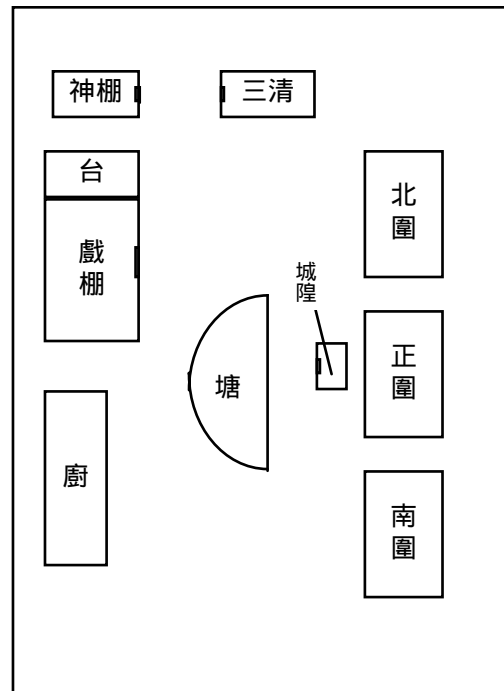 神棚
三清
台
戲
棚
北
圍
城
隍
正
圍
塘
廚
南
圍